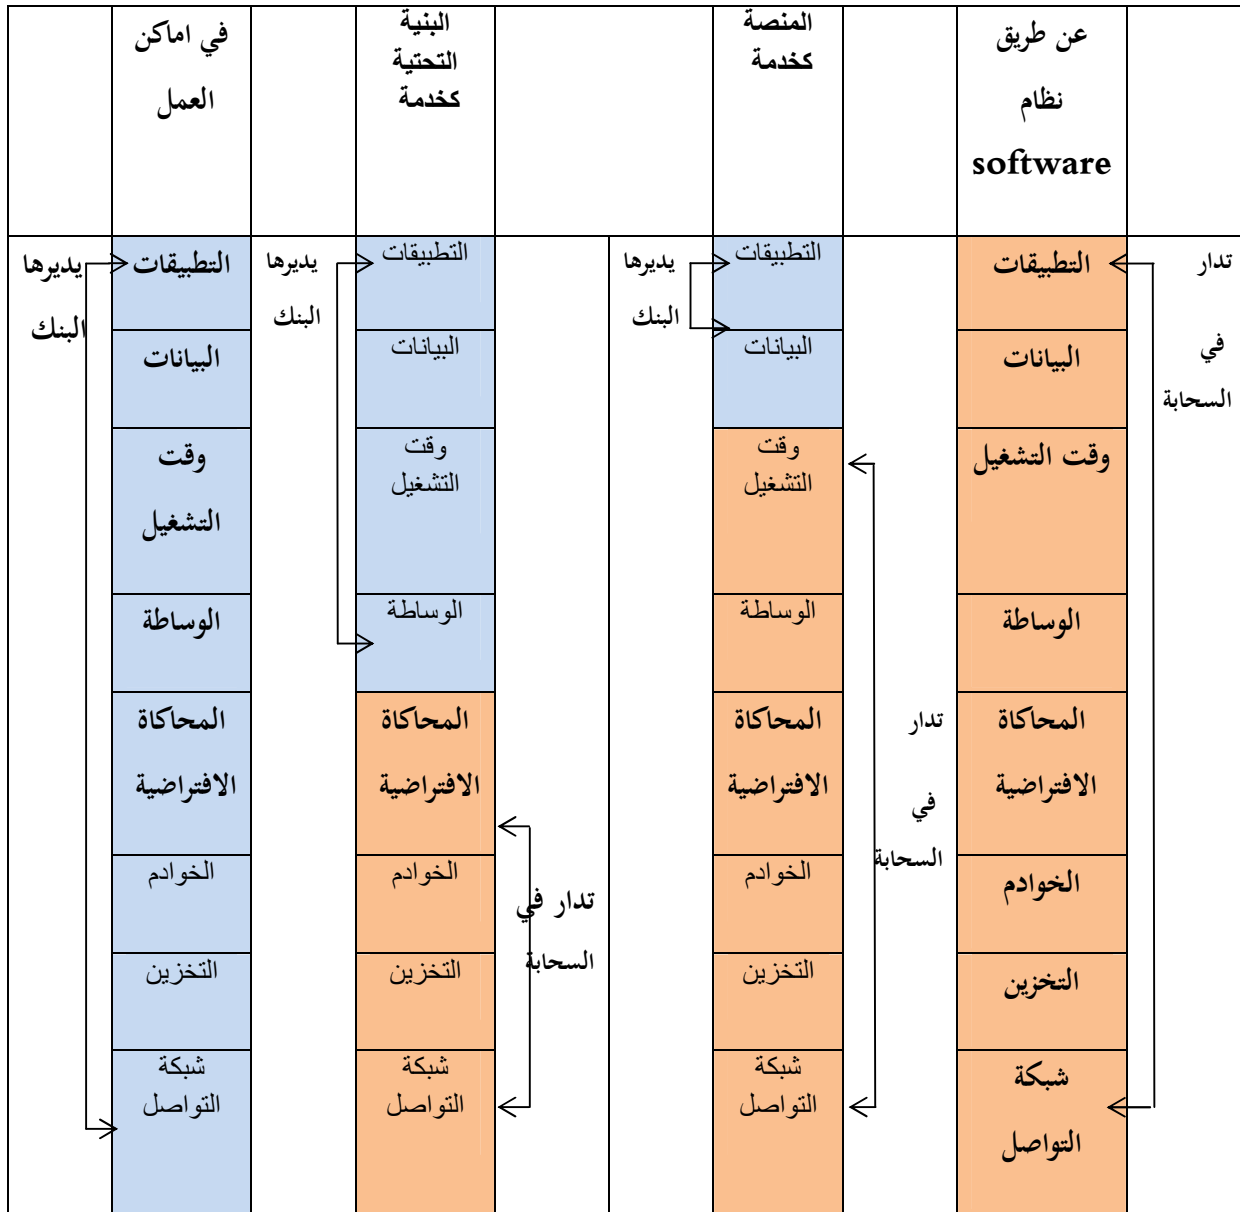 في اماكن
العمل
البنية
التحتية
كخدمة
المنصة
كخدمة
عن طريق
نظام
software
يديرها
البنك
التطبيقات
البيانات
وقت
التشغيل
الوساطة
المحاكاة
الافتراضية
الخوادم
التخزين
شبكة
التواصل
يديرها
البنك
التطبيقات
البيانات
وقت
التشغيل
الوساطة
المحاكاة
الافتراضية
الخوادم
التخزين
شبكة
التواصل
تدار في
السحابة
يديرها
البنك
التطبيقات
البيانات
وقت
التشغيل
الوساطة
المحاكاة
الافتراضية
الخوادم
التخزين
شبكة
التواصل
تدار
في
السحابة
التطبيقات
البيانات
وقت التشغيل
الوساطة
المحاكاة
الافتراضية
الخوادم
التخزين
شبكة
التواصل
تدار
في
السحابة